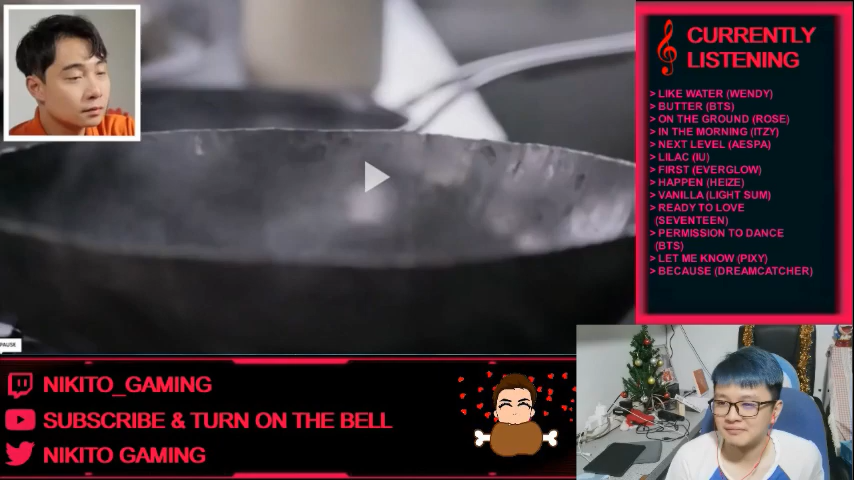 CURRENTLY
LISTENING
> LIKE WATER (WENDY)
> BUTTER (BTS)
> ON THE GROUND (ROSE)
> IN THE MORNING (ITZY)
> NEXT LEVEL (AESPA)
> LILAC (IU)
> FIRST (EVERGLOW)
> HAPPEN (HEIZE)
> VANILLA (LIGHT SUM)
> READY TO LOVE
(SEVENTEEN)
> PERMISSION TO DANCE
(BTS)
> LET ME KNOW (PIXY)
> BECAUSE (DREAMCATCHER)
PAUSE
NIKITO_GAMING
SUBSCRIBE & TURN ON THE BELL
NIKITO GAMING